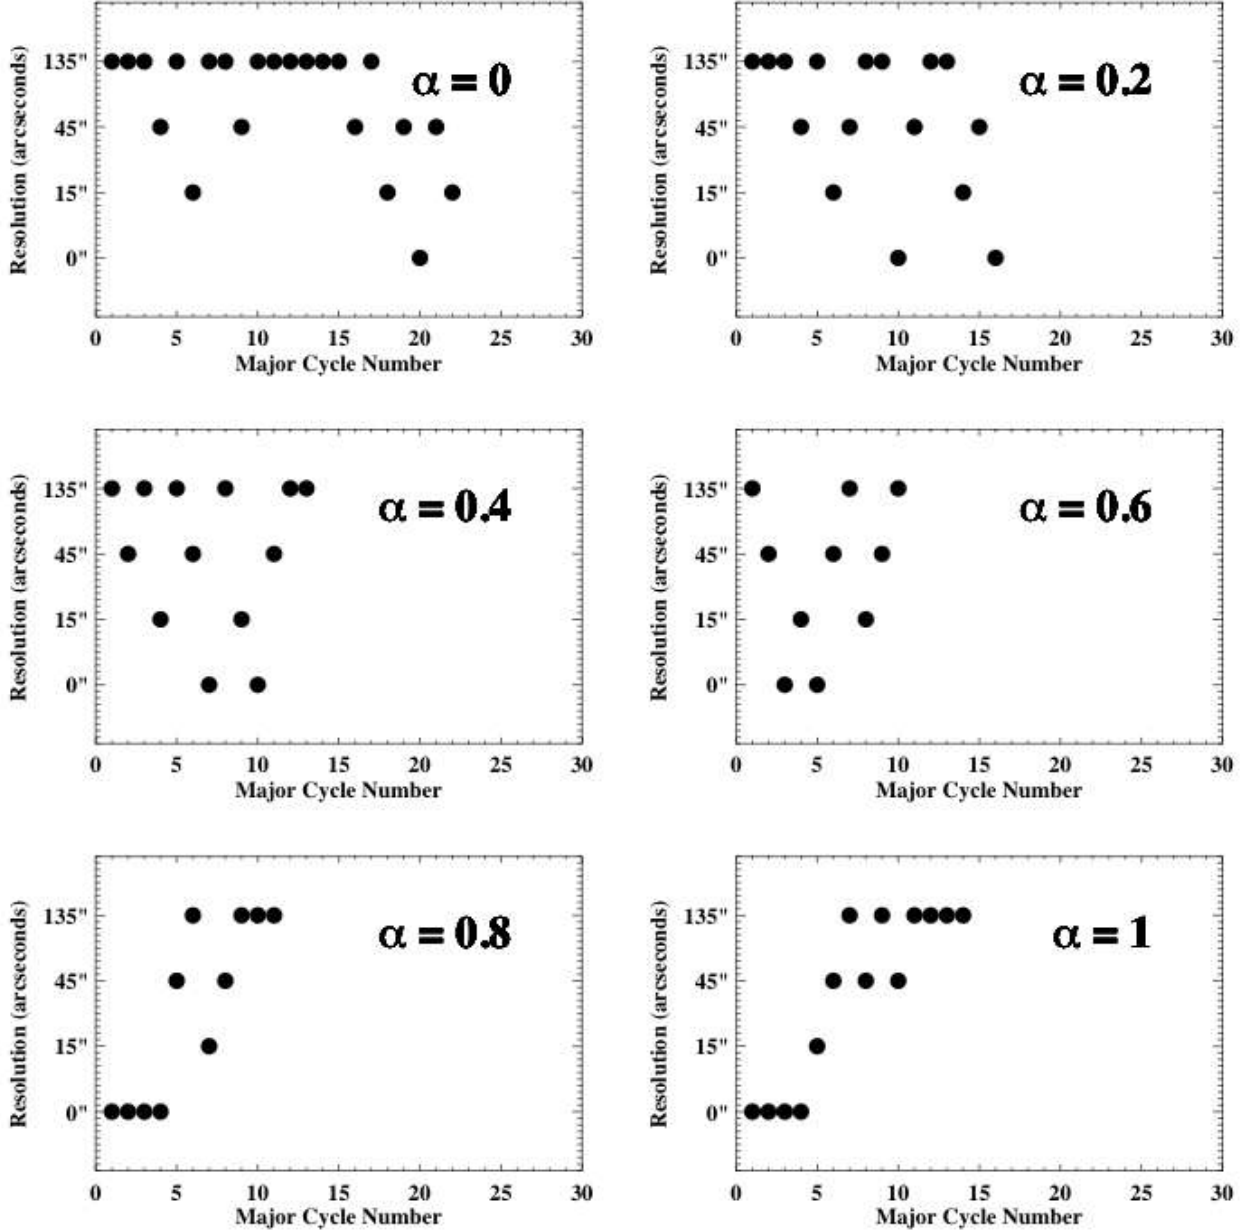 Resolution (arcseconds)
135"
45"
15"
0"
α = 0
0 5 10 15 20 25 30
Major Cycle Number
Resolution (arcseconds)
135"
45"
15"
0"
α = 0.2
0 5 10 15 20 25 30
Major Cycle Number
Resolution (arcseconds)
135"
45"
15"
0"
α = 0.4
0 5 10 15 20 25 30
Major Cycle Number
Resolution (arcseconds)
135"
45"
15"
0"
α = 0.6
0 5 10 15 20 25 30
Major Cycle Number
Resolution (arcseconds)
135"
45"
15"
0"
α = 0.8
0 5 10 15 20 25 30
Major Cycle Number
Resolution (arcseconds)
135"
45"
15"
0"
α = 1
0 5 10 15 20 25 30
Major Cycle Number